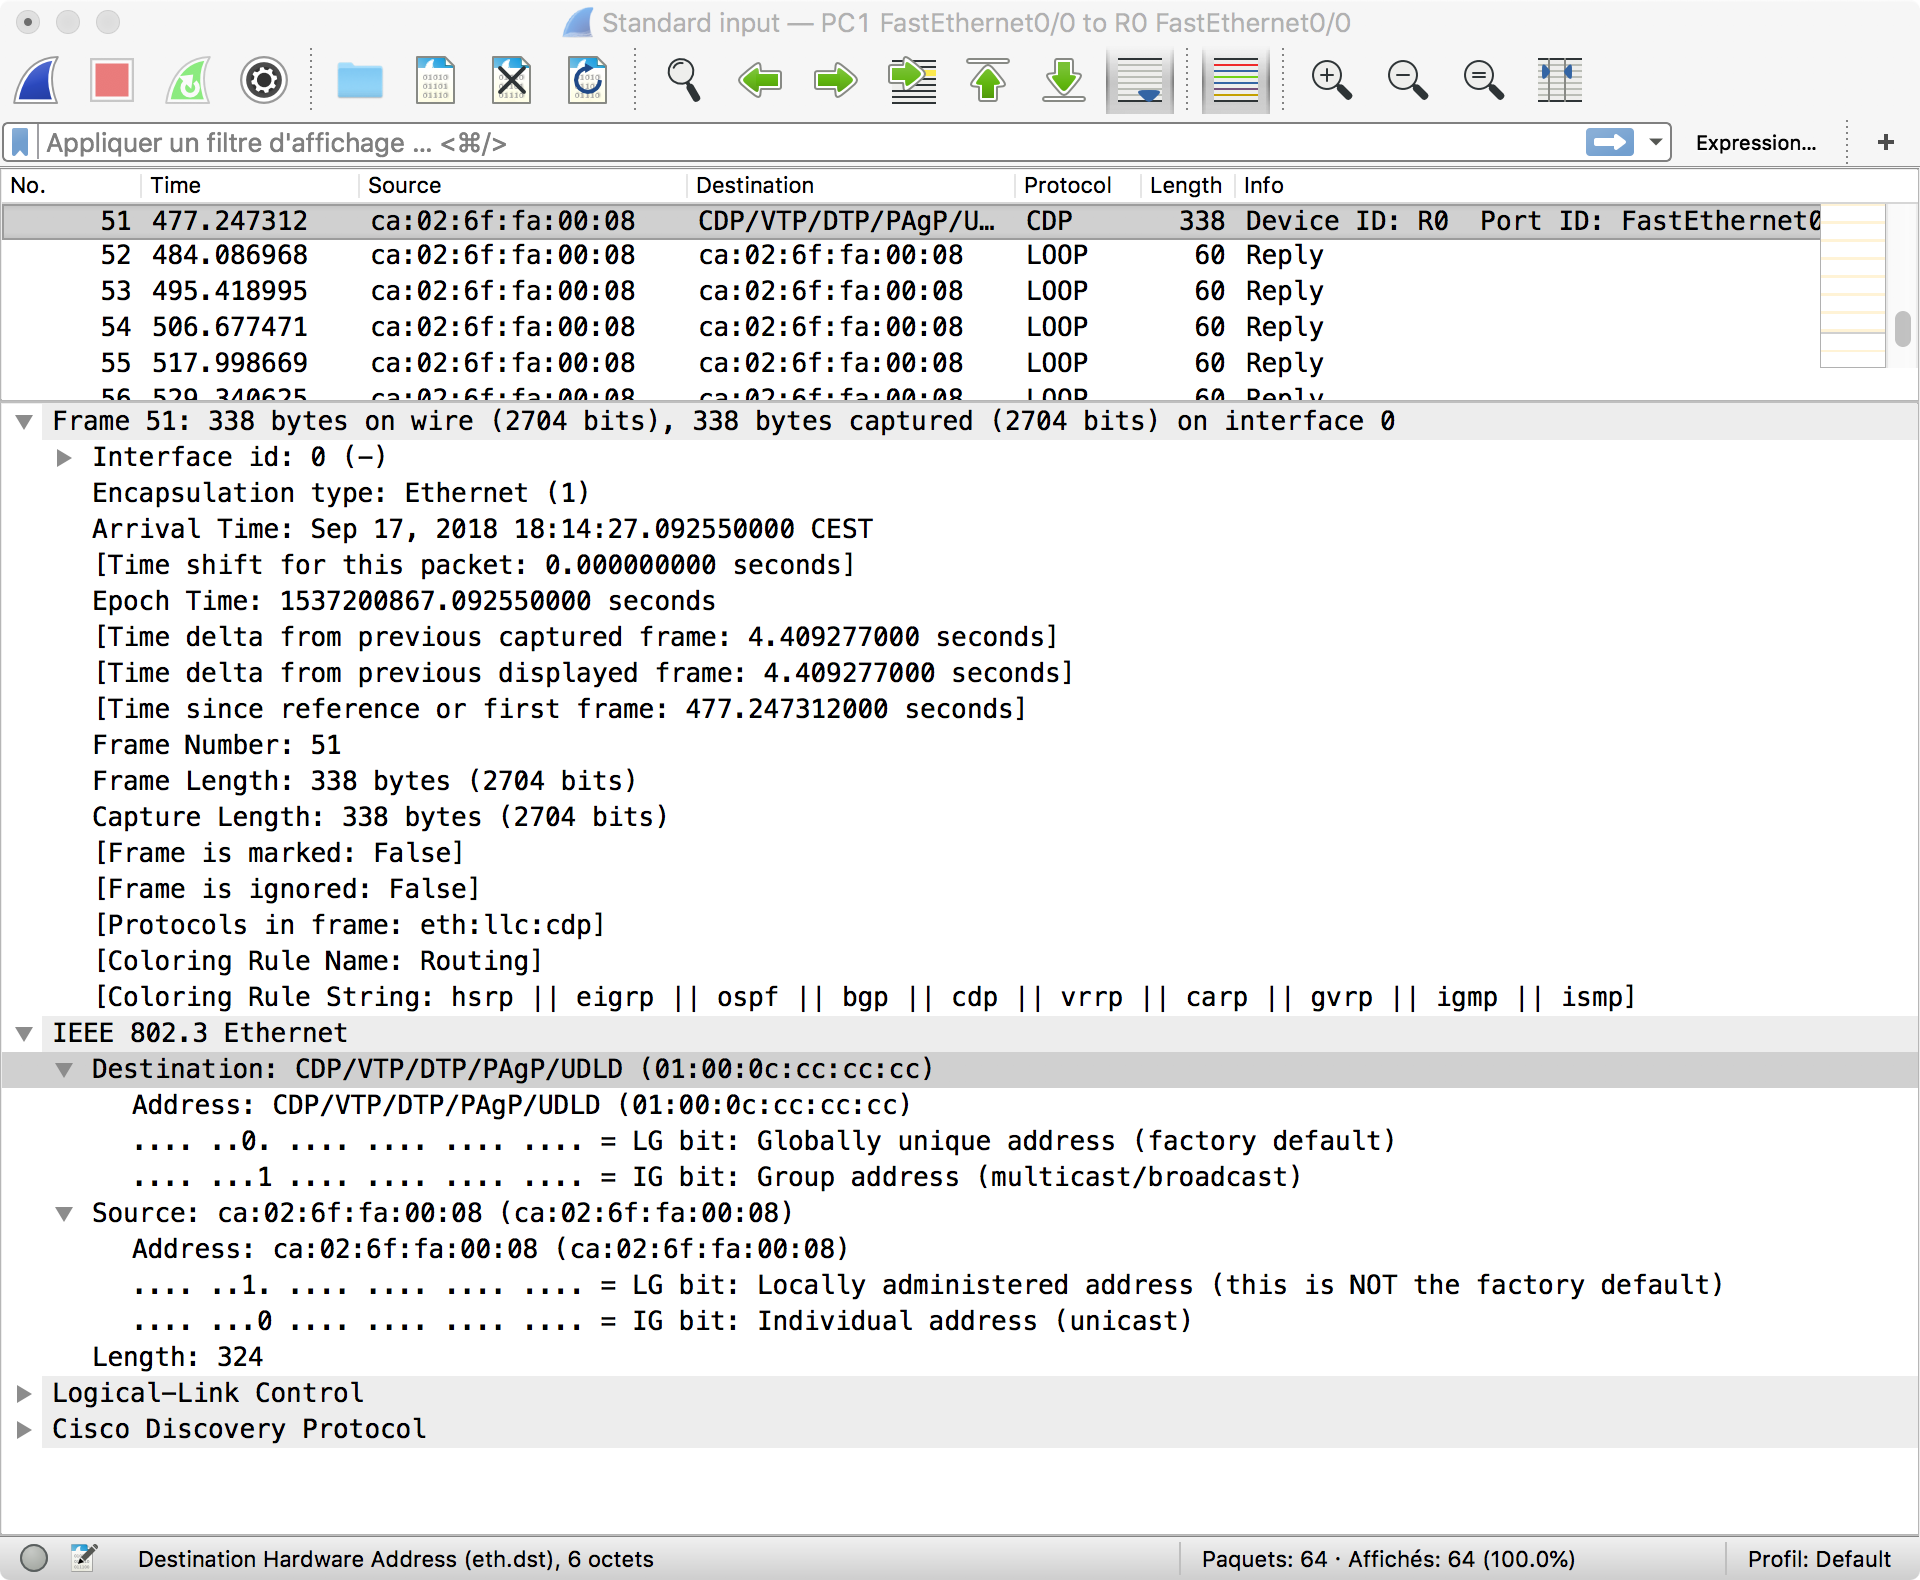 Standard input — PC1 FastEthernet0/0 to R0 FastEthernet0/0
Appliquer un filtre d'affichage ... <⌘/> Expression... +
No. Time Source Destination Protocol Length Info
51 477.247312 ca:02:6f:fa:00:08 CDP/VTP/DTP/PAgP/U… CDP 338 Device ID: R0 Port ID: FastEthernet0
52 484.086968 ca:02:6f:fa:00:08 ca:02:6f:fa:00:08 LOOP 60 Reply
53 495.418995 ca:02:6f:fa:00:08 ca:02:6f:fa:00:08 LOOP 60 Reply
54 506.677471 ca:02:6f:fa:00:08 ca:02:6f:fa:00:08 LOOP 60 Reply
55 517.998669 ca:02:6f:fa:00:08 ca:02:6f:fa:00:08 LOOP 60 Reply
56 529.340625 ca:02:6f:fa:00:08 ca:02:6f:fa:00:08 LOOP 60 Reply
Frame 51: 338 bytes on wire (2704 bits), 338 bytes captured (2704 bits) on interface 0
Interface id: 0 (-)
Encapsulation type: Ethernet (1)
Arrival Time: Sep 17, 2018 18:14:27.092550000 CEST
[Time shift for this packet: 0.000000000 seconds]
Epoch Time: 1537200867.092550000 seconds
[Time delta from previous captured frame: 4.409277000 seconds]
[Time delta from previous displayed frame: 4.409277000 seconds]
[Time since reference or first frame: 477.247312000 seconds]
Frame Number: 51
Frame Length: 338 bytes (2704 bits)
Capture Length: 338 bytes (2704 bits)
[Frame is marked: False]
[Frame is ignored: False]
[Protocols in frame: eth:llc:cdp]
[Coloring Rule Name: Routing]
[Coloring Rule String: hsrp || eigrp || ospf || bgp || cdp || vrrp || carp || gvrp || igmp || ismp]
IEEE 802.3 Ethernet
Destination: CDP/VTP/DTP/PAgP/UDLD (01:00:0c:cc:cc:cc)
Address: CDP/VTP/DTP/PAgP/UDLD (01:00:0c:cc:cc:cc)
.... ..0. .... .... .... .... = LG bit: Globally unique address (factory default)
.... ...1 .... .... .... .... = IG bit: Group address (multicast/broadcast)
Source: ca:02:6f:fa:00:08 (ca:02:6f:fa:00:08)
Address: ca:02:6f:fa:00:08 (ca:02:6f:fa:00:08)
.... ..1. .... .... .... .... = LG bit: Locally administered address (this is NOT the factory default)
.... ...0 .... .... .... .... = IG bit: Individual address (unicast)
Length: 324
Logical-Link Control
Cisco Discovery Protocol
Destination Hardware Address (eth.dst), 6 octets Paquets: 64 · Affichés: 64 (100.0%) Profil: Default